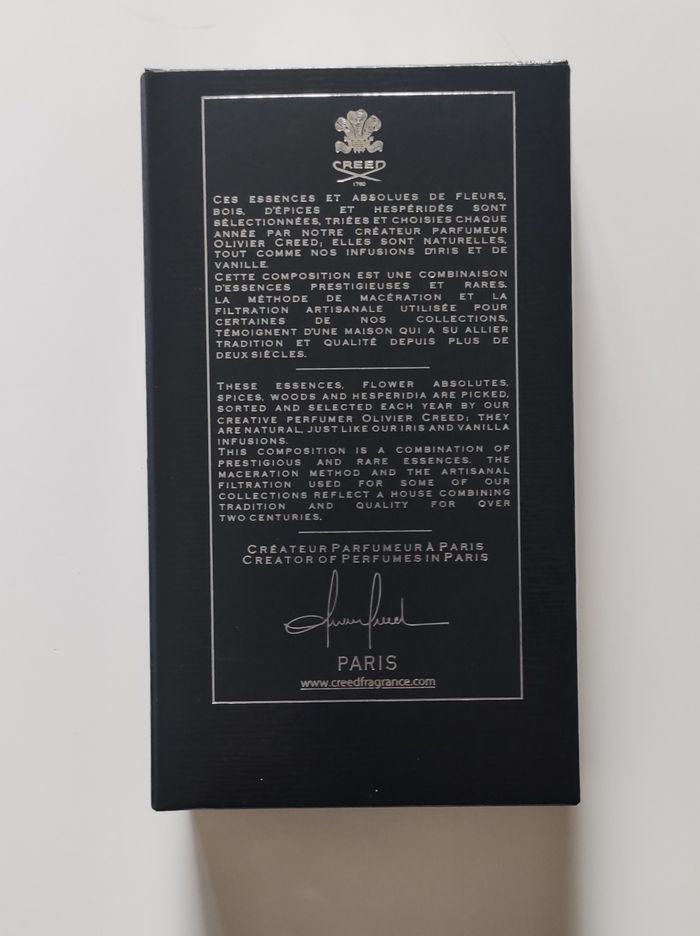 CREED
1760
CES ESSENCES ET ABSOLUES DE FLEURS,
BOIS, D'ÉPICES ET HESPÉRIDÉS SONT
SÉLECTIONNÉES, TRIÉES ET CHOISIES CHAQUE
ANNÉE PAR NOTRE CRÉATEUR PARFUMEUR
OLIVIER CREED; ELLES SONT NATURELLES,
TOUT COMME NOS INFUSIONS D'IRIS ET DE
VANILLE.
CETTE COMPOSITION EST UNE COMBINAISON
D'ESSENCES PRESTIGIEUSES ET RARES.
LA MÉTHODE DE MACÉRATION ET LA
FILTRATION ARTISANALE UTILISÉE POUR
CERTAINES DE NOS COLLECTIONS,
TÉMOIGNENT D'UNE MAISON QUI A SU ALLIER
TRADITION ET QUALITÉ DEPUIS PLUS DE
DEUX SIÈCLES.
THESE ESSENCES, FLOWER ABSOLUTES,
SPICES, WOODS AND HESPERIDIA ARE PICKED,
SORTED AND SELECTED EACH YEAR BY OUR
CREATIVE PERFUMER OLIVIER CREED; THEY
ARE NATURAL, JUST LIKE OUR IRIS AND VANILLA
INFUSIONS.
THIS COMPOSITION IS A COMBINATION OF
PRESTIGIOUS AND RARE ESSENCES. THE
MACERATION METHOD AND THE ARTISANAL
FILTRATION USED FOR SOME OF OUR
COLLECTIONS REFLECT A HOUSE COMBINING
TRADITION AND QUALITY FOR OVER
TWO CENTURIES.
CRÉATEUR PARFUMEUR À PARIS
CREATOR OF PERFUMES IN PARIS
Olivier Creed
PARIS
www.creedfragrance.com